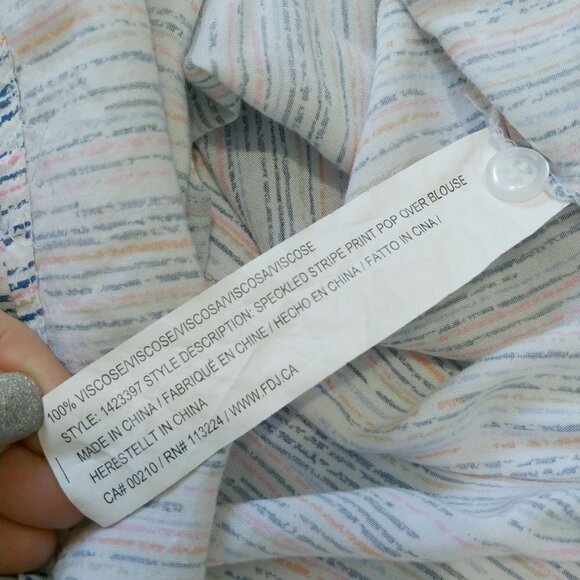 100% VISCOSE/VISCOSE/VISCOSA/VISCOSA/VISCOSE
STYLE: 1423397 STYLE DESCRIPTION: SPECKLED STRIPE PRINT POP OVER BLOUSE
MADE IN CHINA / FABRIQUE EN CHINE / HECHO EN CHINA / FATTO IN CINA /
HERESTELLT IN CHINA
CA# 00210 / RN# 113224 / WWW.FDJ.CA